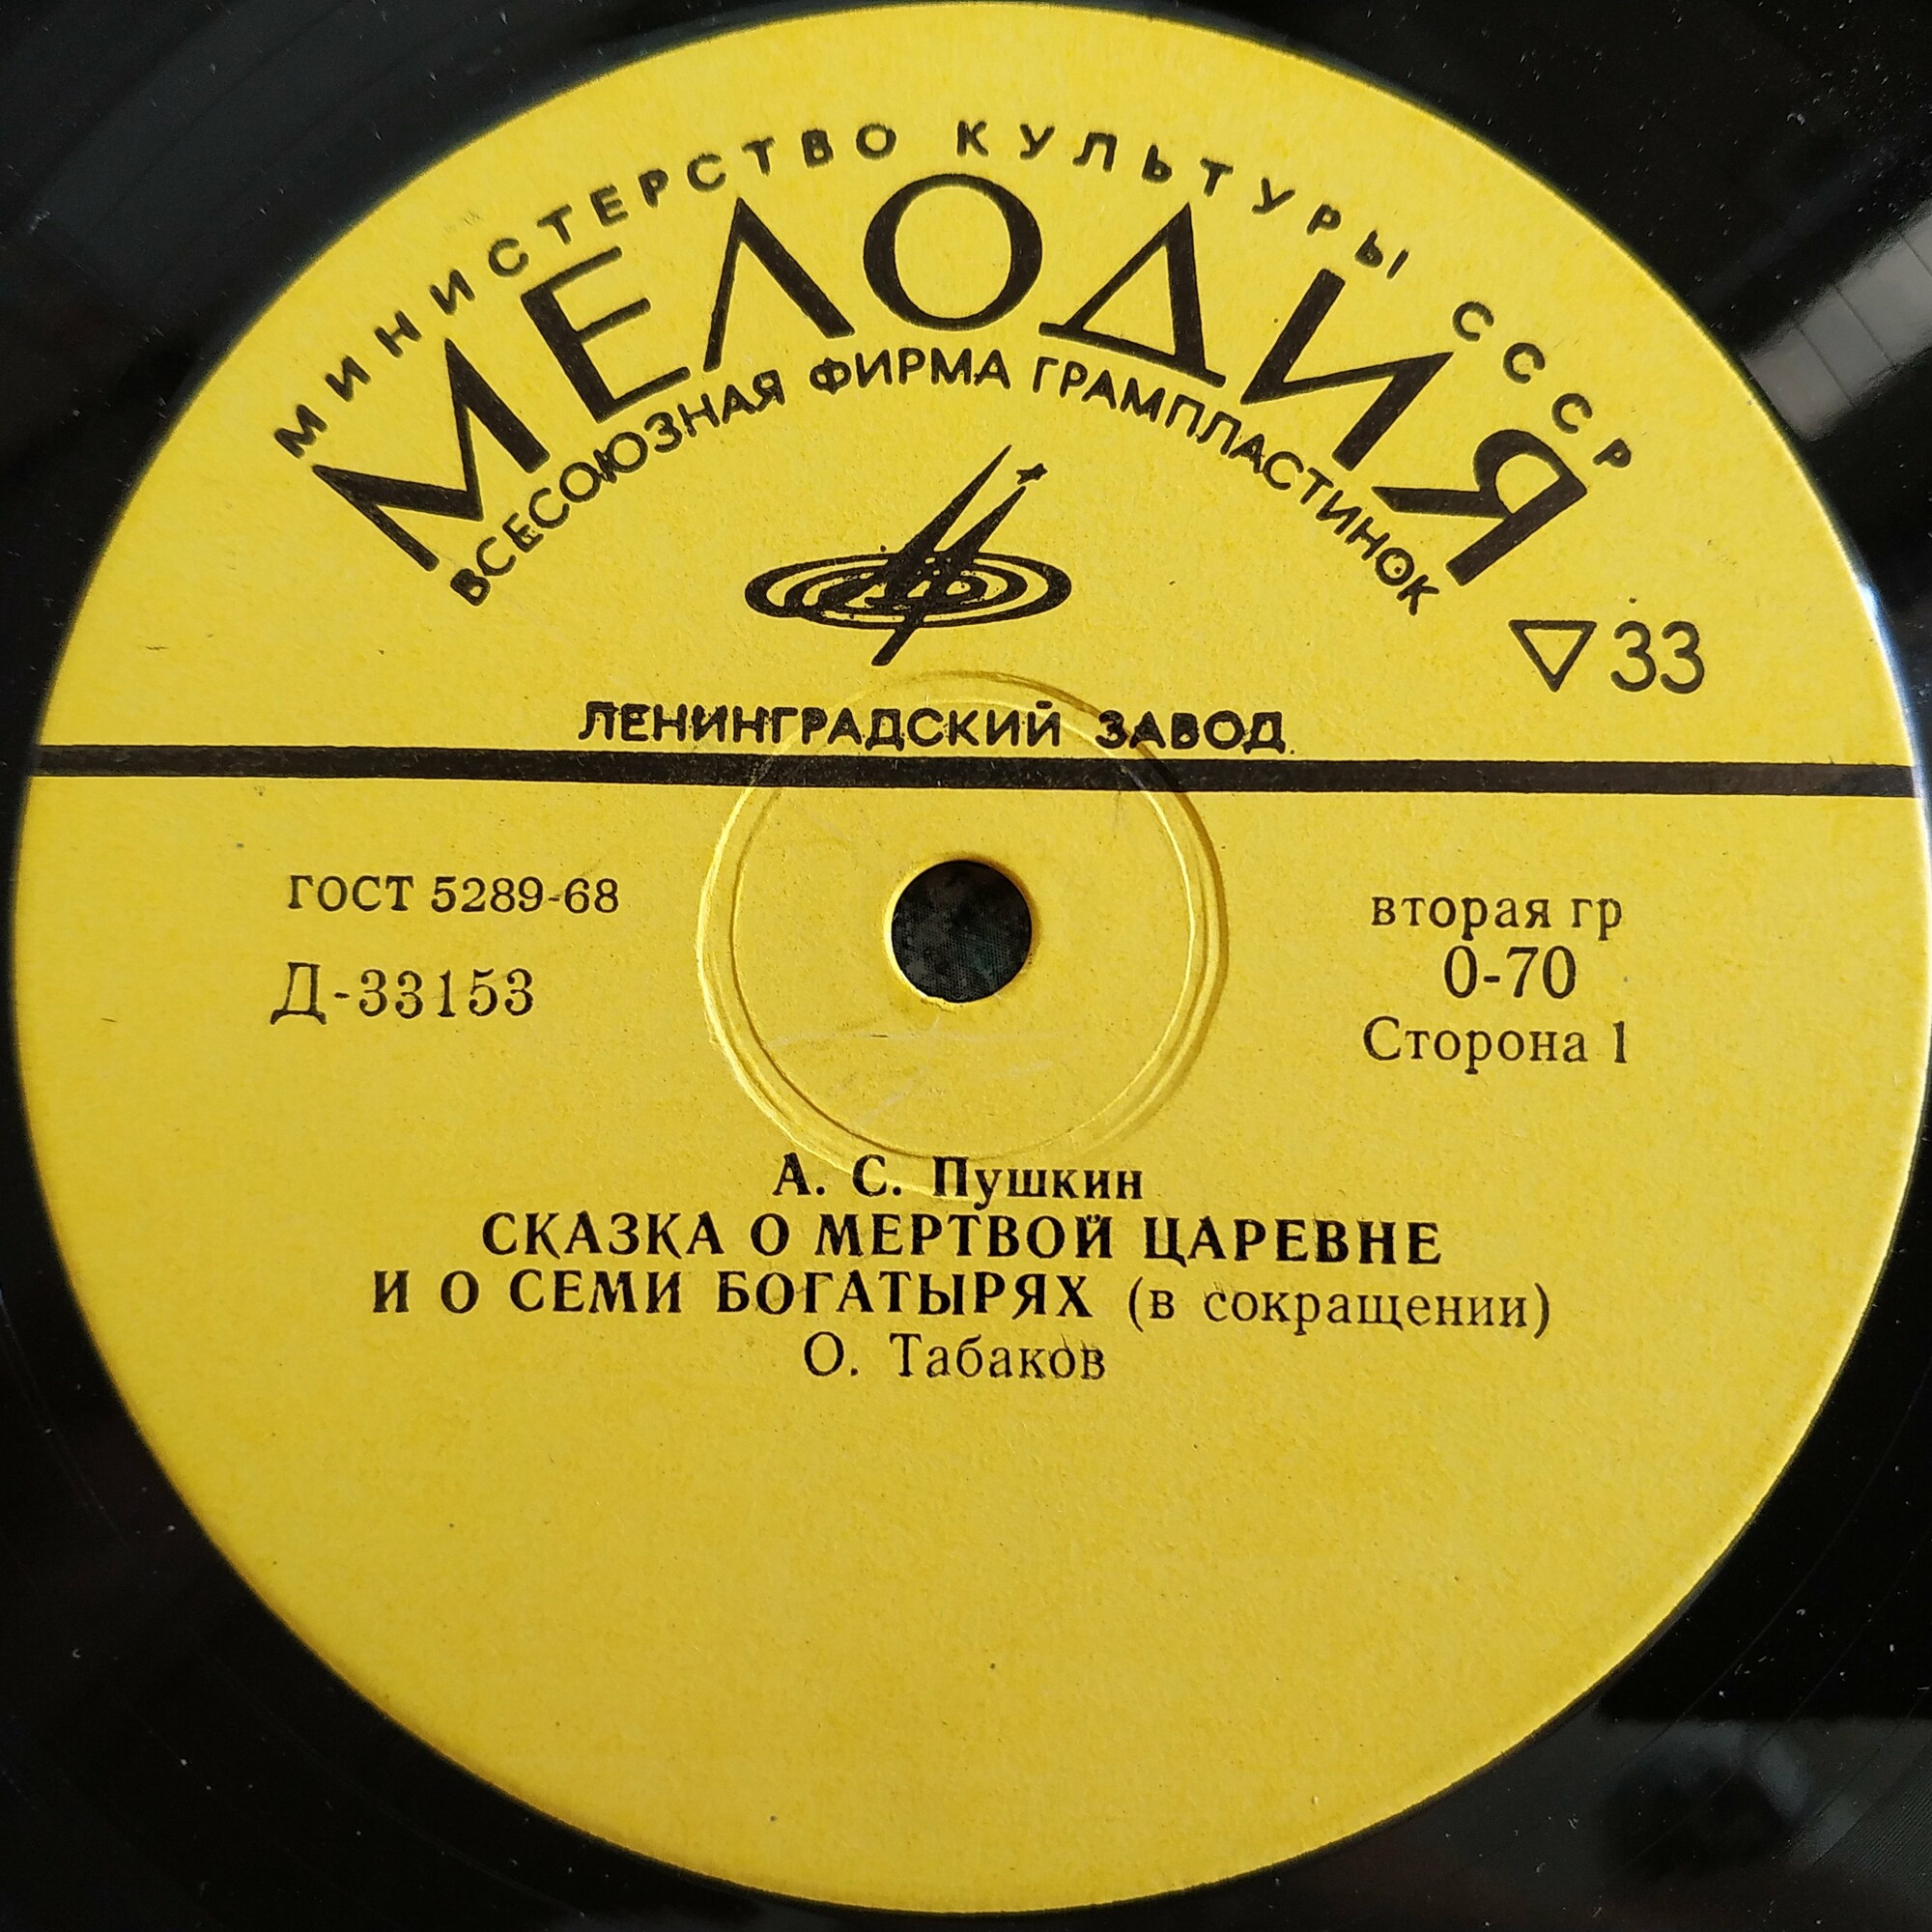 МИНИСТЕРСТВО КУЛЬТУРЫ СССР
МЕЛОДИЯ
ВСЕСОЮЗНАЯ ФИРМА ГРАМПЛАСТИНОК
33
ЛЕНИНГРАДСКИЙ ЗАВОД
ГОСТ 5289-68
Д-33153
вторая гр
0-70
Сторона 1
А. С. Пушкин
СКАЗКА О МЕРТВОЙ ЦАРЕВНЕ
И О СЕМИ БОГАТЫРЯХ (в сокращении)
О. Табаков